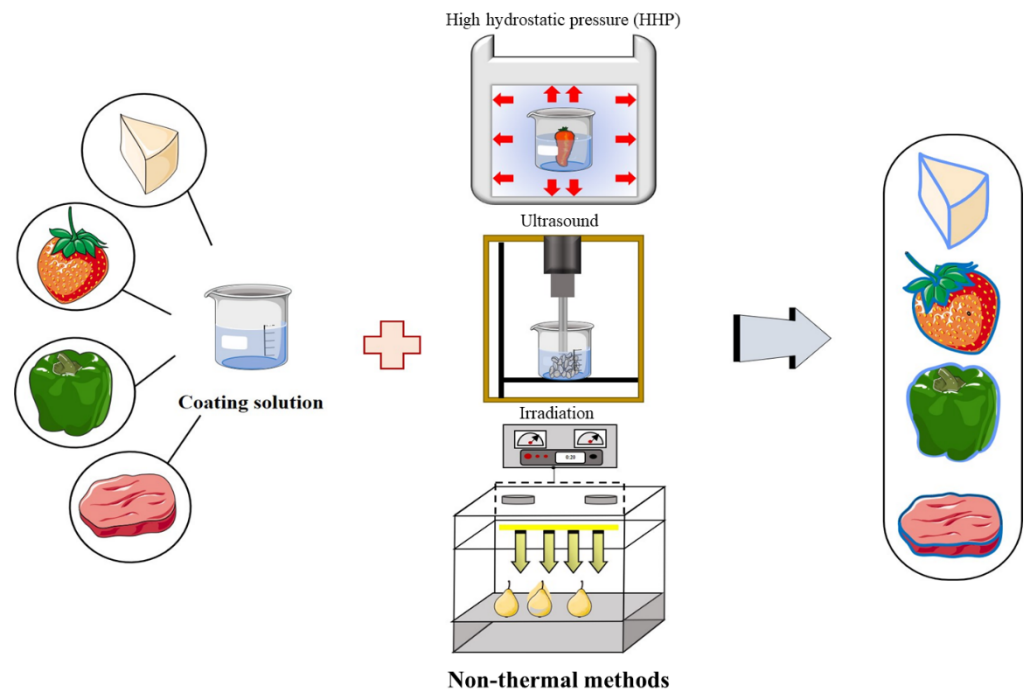 High hydrostatic pressure (HHP)
Ultrasound
Coating solution
Irradiation
0:20
Non-thermal methods